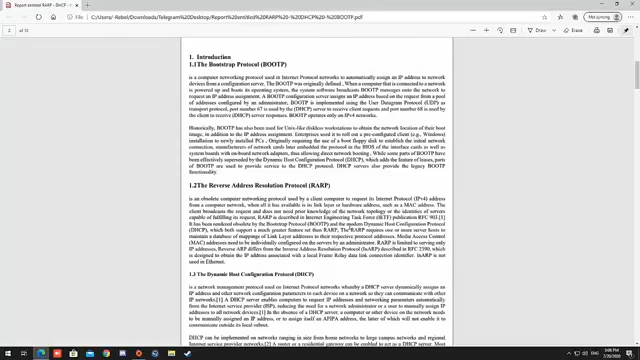 Report entitled RARP - DHCP
C:/Users/-Rebel/Downloads/Telegram%20Desktop/Report%20entitled%20RARP%20-%20DHCP%20-%20BOOTP.pdf
Not syncing
2 of 10
Draw
Erase
1. Introduction
1.1The Bootstrap Protocol (BOOTP)
is a computer networking protocol used in Internet Protocol networks to automatically assign an IP address to network
devices from a configuration server. The BOOTP was originally defined , When a computer that is connected to a network
is powered up and boots its operating system, the system software broadcasts BOOTP messages onto the network to
request an IP address assignment. A BOOTP configuration server assigns an IP address based on the request from a pool
of addresses configured by an administrator, BOOTP is implemented using the User Datagram Protocol (UDP) as
transport protocol, port number 67 is used by the (DHCP) server to receive client requests and port number 68 is used by
the client to receive (DHCP) server responses. BOOTP operates only on IPv4 networks.
Historically, BOOTP has also been used for Unix-like diskless workstations to obtain the network location of their boot
image, in addition to the IP address assignment. Enterprises used it to roll out a pre-configured client (e.g., Windows)
installation to newly installed PCs , Originally requiring the use of a boot floppy disk to establish the initial network
connection, manufacturers of network cards later embedded the protocol in the BIOS of the interface cards as well as
system boards with on-board network adapters, thus allowing direct network booting , While some parts of BOOTP have
been effectively superseded by the Dynamic Host Configuration Protocol (DHCP), which adds the feature of leases, parts
of BOOTP are used to provide service to the DHCP protocol. DHCP servers also provide the legacy BOOTP
functionality.
1.2The Reverse Address Resolution Protocol (RARP)
is an obsolete computer networking protocol used by a client computer to request its Internet Protocol (IPv4) address
from a computer network, when all it has available is its link layer or hardware address, such as a MAC address. The
client broadcasts the request and does not need prior knowledge of the network topology or the identities of servers
capable of fulfilling its request, RARP is described in Internet Engineering Task Force (IETF) publication RFC 903.[1]
It has been rendered obsolete by the Bootstrap Protocol (BOOTP) and the modern Dynamic Host Configuration Protocol
(DHCP), which both support a much greater feature set then RARP, The RARP requires one or more server hosts to
maintain a database of mappings of Link Layer addresses to their respective protocol addresses. Media Access Control
(MAC) addresses need to be individually configured on the servers by an administrator. RARP is limited to serving only
IP addresses, Reverse ARP differs from the Inverse Address Resolution Protocol (InARP) described in RFC 2390, which
is designed to obtain the IP address associated with a local Frame Relay data link connection identifier. InARP is not
used in Ethernet.
1.3 The Dynamic Host Configuration Protocol (DHCP)
is a network management protocol used on Internet Protocol networks whereby a DHCP server dynamically assigns an
IP address and other network configuration parameters to each device on a network so they can communicate with other
IP networks.[1] A DHCP server enables computers to request IP addresses and networking parameters automatically
from the Internet service provider (ISP), reducing the need for a network administrator or a user to manually assign IP
addresses to all network devices.[1] In the absence of a DHCP server, a computer or other device on the network needs
to be manually assigned an IP address, or to assign itself an APIPA address, the latter of which will not enable it to
communicate outside its local subnet.
DHCP can be implemented on networks ranging in size from home networks to large campus networks and regional
Internet service provider networks.[2] A router or a residential gateway can be enabled to act as a DHCP server. Most
ENG
3:06 PM
7/20/2020